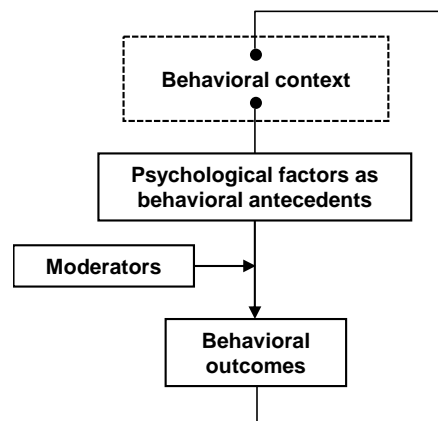 Behavioral context
Psychological factors as
behavioral antecedents
Moderators
Behavioral
outcomes